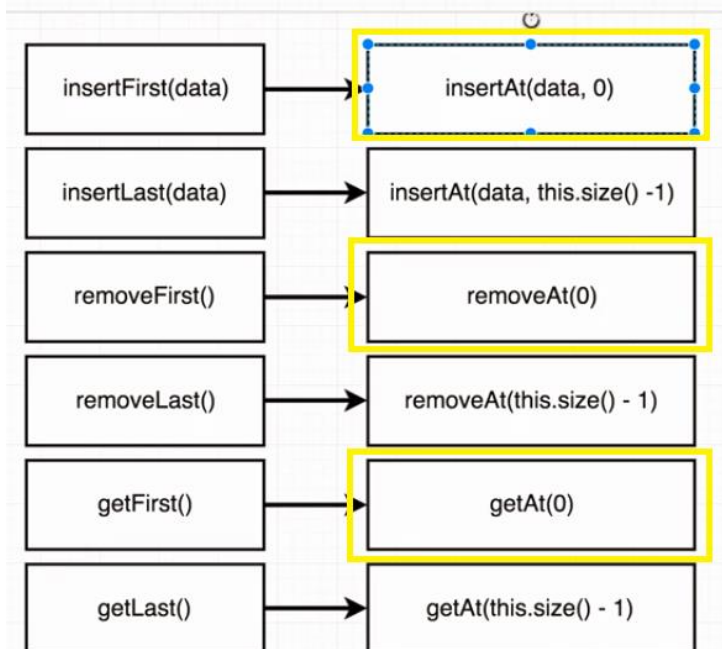 insertFirst(data) insertAt(data, 0)
insertLast(data) insertAt(data, this.size() -1)
removeFirst() removeAt(0)
removeLast() removeAt(this.size() - 1)
getFirst() getAt(0)
getLast() getAt(this.size() - 1)